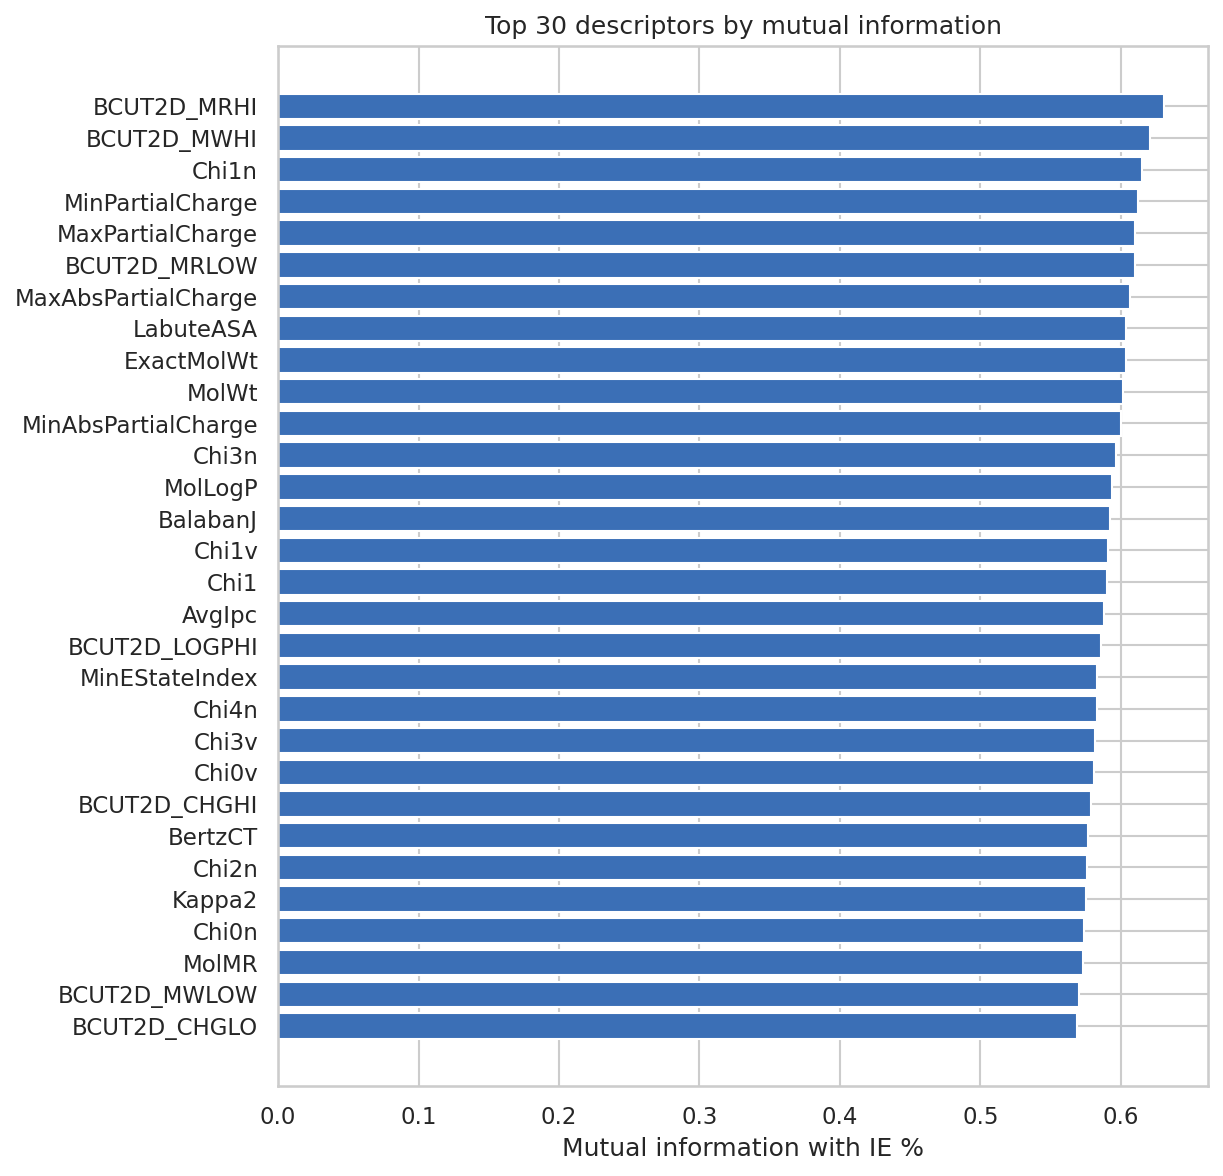 Top 30 descriptors by mutual information
BCUT2D_MRHI
BCUT2D_MWHI
Chi1n
MinPartialCharge
MaxPartialCharge
BCUT2D_MRLOW
MaxAbsPartialCharge
LabuteASA
ExactMolWt
MolWt
MinAbsPartialCharge
Chi3n
MolLogP
BalabanJ
Chi1v
Chi1
AvgIpc
BCUT2D_LOGPHI
MinEStateIndex
Chi4n
Chi3v
Chi0v
BCUT2D_CHGHI
BertzCT
Chi2n
Kappa2
Chi0n
MolMR
BCUT2D_MWLOW
BCUT2D_CHGLO
0.0 0.1 0.2 0.3 0.4 0.5 0.6
Mutual information with IE %